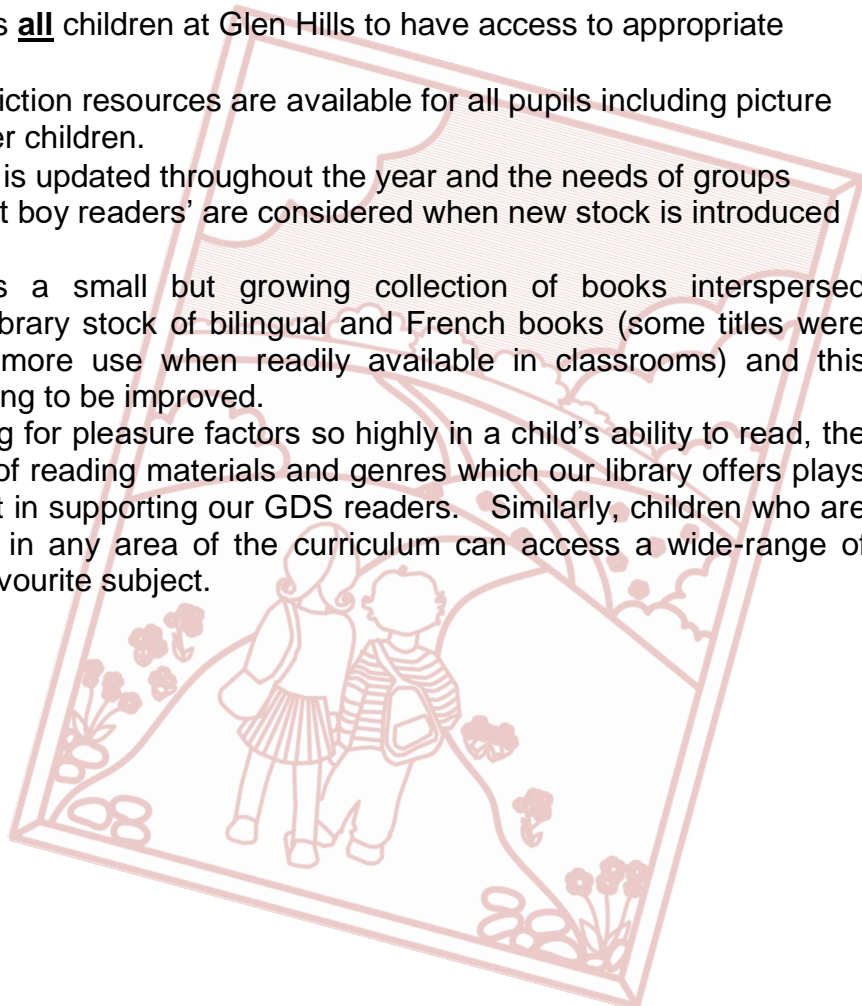 s all children at Glen Hills to have access to appropriate
iction resources are available for all pupils including picture
er children.
is updated throughout the year and the needs of groups
t boy readers’ are considered when new stock is introduced
s a small but growing collection of books interspersed
ibrary stock of bilingual and French books (some titles were
more use when readily available in classrooms) and this
ng to be improved.
g for pleasure factors so highly in a child’s ability to read, the
of reading materials and genres which our library offers plays
t in supporting our GDS readers. Similarly, children who are
in any area of the curriculum can access a wide-range of
vourite subject.